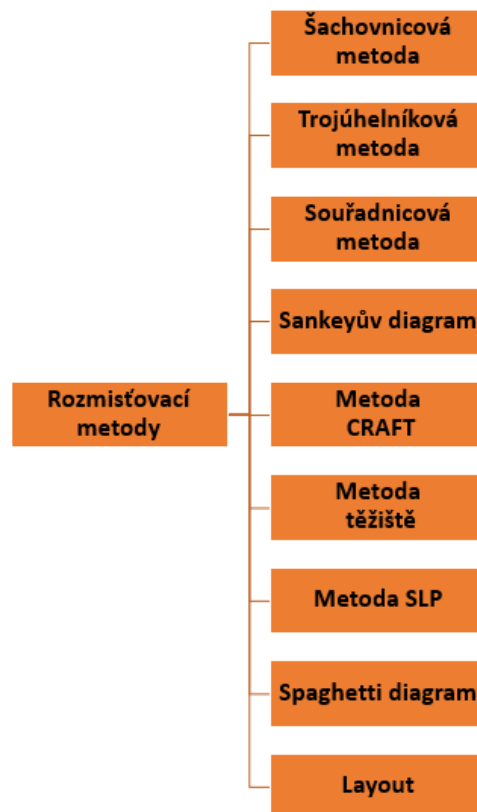 Šachovnicová
metoda
Trojúhelníková
metoda
Souřadnicová
metoda
Sankeyův diagram
Rozmisťovací
metody
Metoda
CRAFT
Metoda
těžiště
Metoda SLP
Spaghetti diagram
Layout